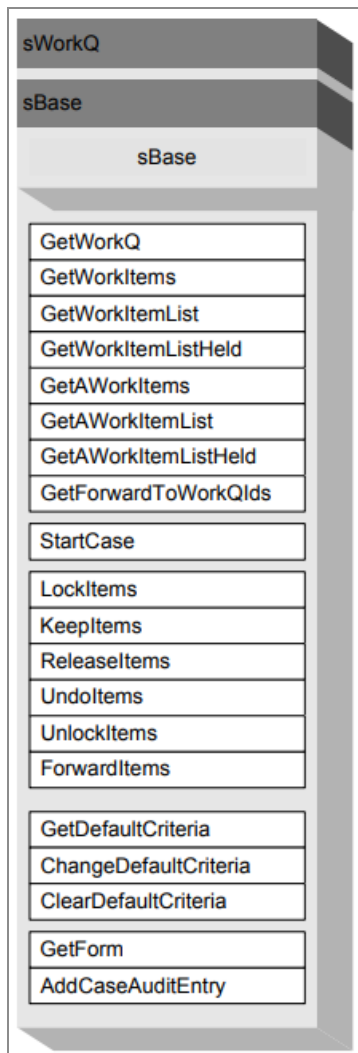 sWorkQ
sBase
sBase
GetWorkQ
GetWorkItems
GetWorkItemList
GetWorkItemListHeld
GetAWorkItems
GetAWorkItemList
GetAWorkItemListHeld
GetForwardToWorkQIds
StartCase
LockItems
KeepItems
ReleaseItems
UndoItems
UnlockItems
ForwardItems
GetDefaultCriteria
ChangeDefaultCriteria
ClearDefaultCriteria
GetForm
AddCaseAuditEntry